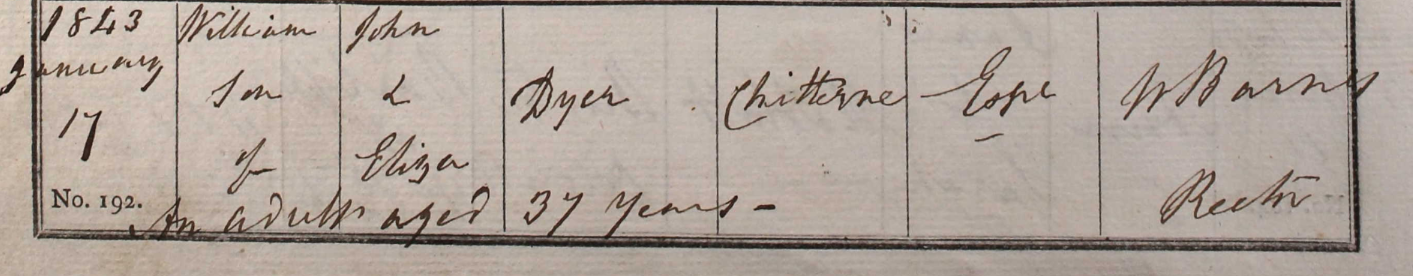 1843 William John
January Son & Dyer Chitterne Esqr W Barnes
17 of Eliza Rector
No. 192. An adult aged 37 years -